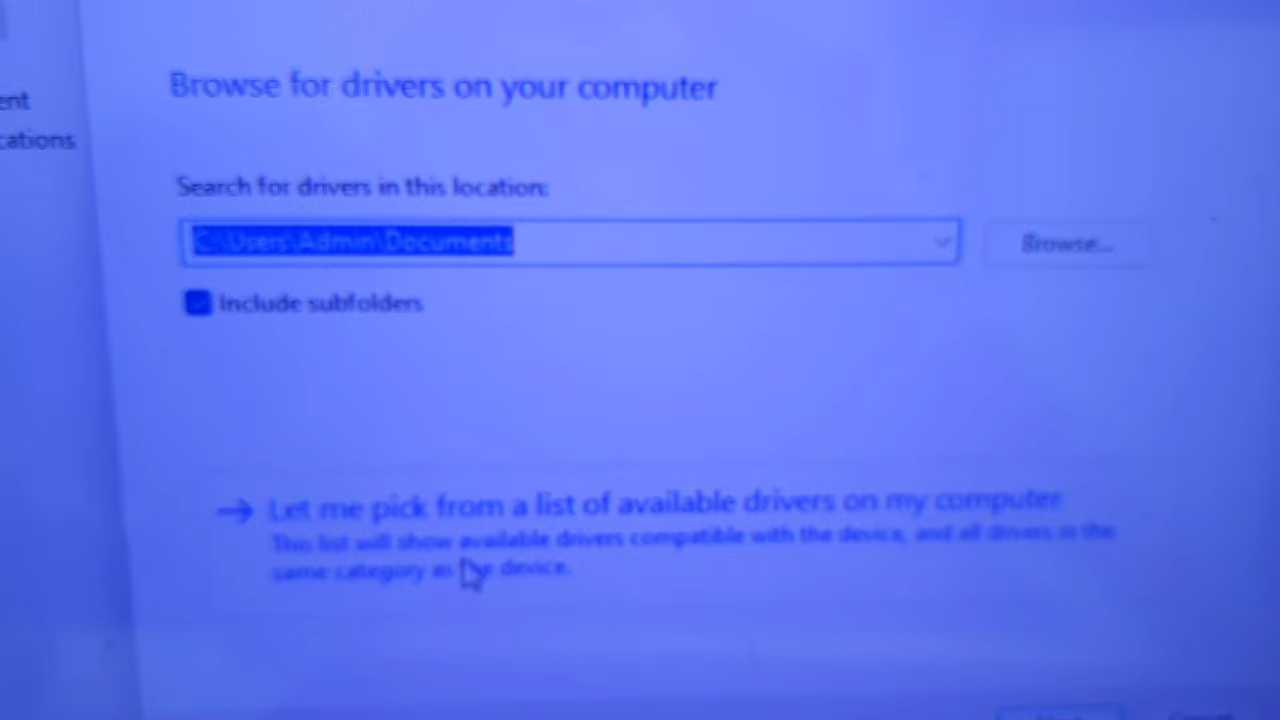 Browse for drivers on your computer
ent
cations
Search for drivers in this location:
C:\Users\Admin\Documents
Browse...
Include subfolders
Let me pick from a list of available drivers on my computer
This list will show available drivers compatible with the device, and all drivers in the
same category as the device.